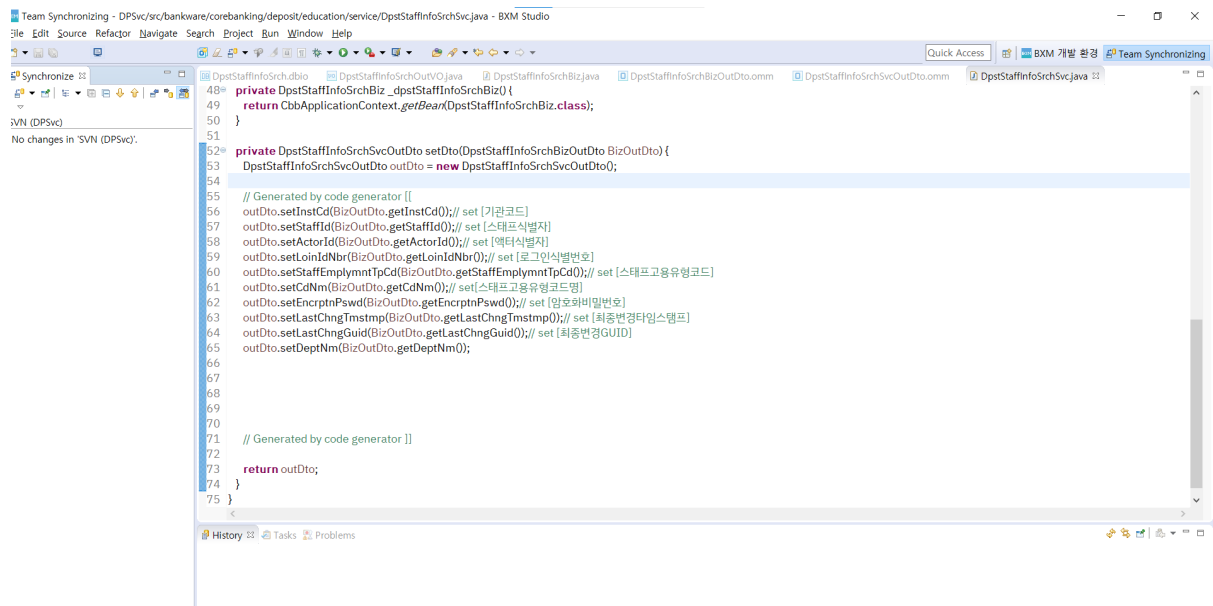 Team Synchronizing - DPSvc/src/bankware/corebanking/deposit/education/service/DpstStaffInfoSrchSvc.java - BXM Studio
File Edit Source Refactor Navigate Search Project Run Window Help
Quick Access BXM 개발 환경 Team Synchronizing
Synchronize
DpstStaffInfoSrch.dbio DpstStaffInfoSrchOutVO.java DpstStaffInfoSrchBiz.java DpstStaffInfoSrchBizOutDto.omm DpstStaffInfoSrchSvcOutDto.omm DpstStaffInfoSrchSvc.java
SVN (DPSvc)
No changes in 'SVN (DPSvc)'.
48 private DpstStaffInfoSrchBiz _dpstStaffInfoSrchBiz() {
49 return CbbApplicationContext.getBean(DpstStaffInfoSrchBiz.class);
50 }
51
52 private DpstStaffInfoSrchSvcOutDto setDto(DpstStaffInfoSrchBizOutDto BizOutDto) {
53 DpstStaffInfoSrchSvcOutDto outDto = new DpstStaffInfoSrchSvcOutDto();
54
55 // Generated by code generator [[
56 outDto.setInstCd(BizOutDto.getInstCd());// set [기관코드]
57 outDto.setStaffId(BizOutDto.getStaffId());// set [스태프식별자]
58 outDto.setActorId(BizOutDto.getActorId());// set [액터식별자]
59 outDto.setLoinIdNbr(BizOutDto.getLoinIdNbr());// set [로그인식별번호]
60 outDto.setStaffEmplymntTpCd(BizOutDto.getStaffEmplymntTpCd());// set [스태프고용유형코드]
61 outDto.setCdNm(BizOutDto.getCdNm());// set[스태프고용유형코드명]
62 outDto.setEncrptnPswd(BizOutDto.getEncrptnPswd());// set [암호화비밀번호]
63 outDto.setLastChngTmstmp(BizOutDto.getLastChngTmstmp());// set [최종변경타임스탬프]
64 outDto.setLastChngGuid(BizOutDto.getLastChngGuid());// set [최종변경GUID]
65 outDto.setDeptNm(BizOutDto.getDeptNm());
66
67
68
69
70
71 // Generated by code generator ]]
72
73 return outDto;
74 }
75 }
History Tasks Problems